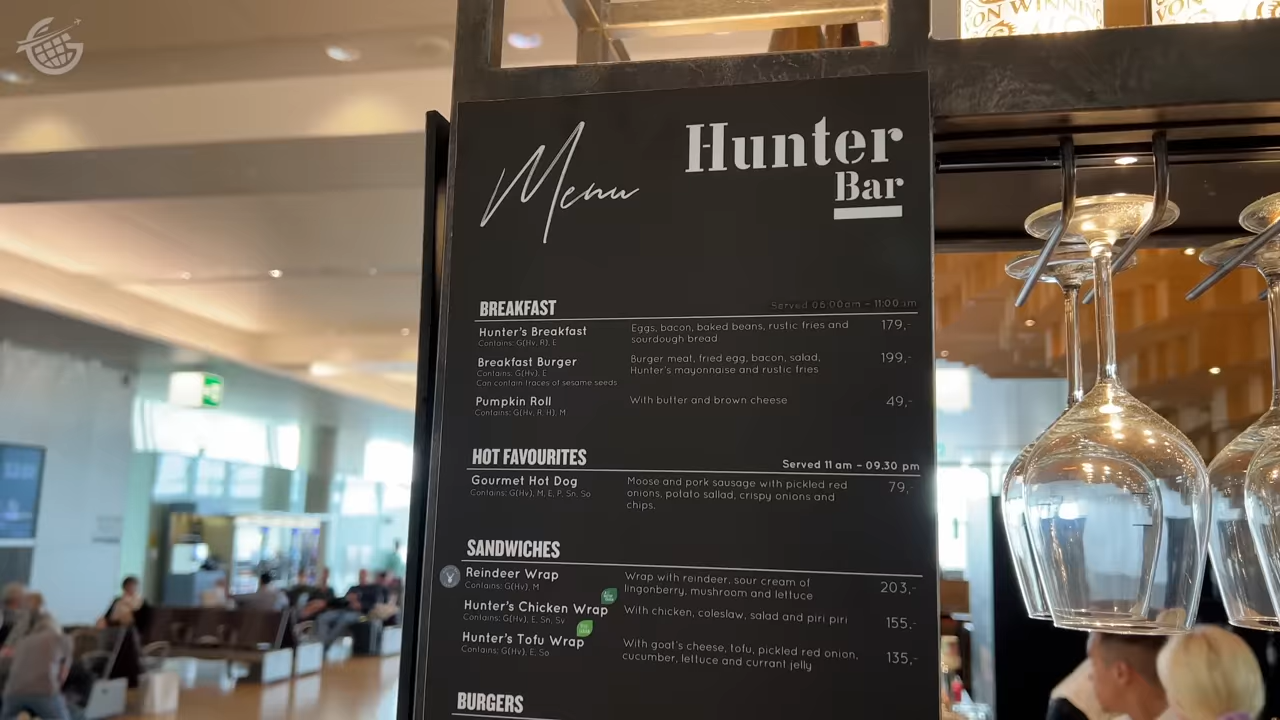 ON WINNING
VON
Menu
Hunter
Bar
BREAKFAST
Served 06:00am - 11:00am
Hunter's Breakfast
Eggs, bacon, baked beans, rustic fries and
sourdough bread
179,-
Contains: G(Hv, R), E
Breakfast Burger
Burger meat, fried egg, bacon, salad,
Hunter's mayonnaise and rustic fries
199,-
Contains: G(Hv), E
Can contain traces of sesame seeds
Pumpkin Roll
With butter and brown cheese
49,-
Contains: G(Hv, R, H), M
HOT FAVOURITES
Served 11 am - 09.30 pm
Gourmet Hot Dog
Moose and pork sausage with pickled red
onions, potato sallad, crispy onions and
chips.
79,-
Contains: G(Hv), M, E, P, Sn, So
SANDWICHES
Reindeer Wrap
Wrap with reindeer, sour cream of
lingonberry, mushroom and lettuce
203,-
Contains: G(Hv), M
Hunter's Chicken Wrap
With chicken, coleslaw, salad and piri piri
155,-
Contains: G(Hv), E, Sn, Sv
Hunter's Tofu Wrap
With goat's cheese, tofu, pickled red onion,
cucumber, lettuce and currant jelly
135,-
Contains: G(Hv), E, So
BURGERS